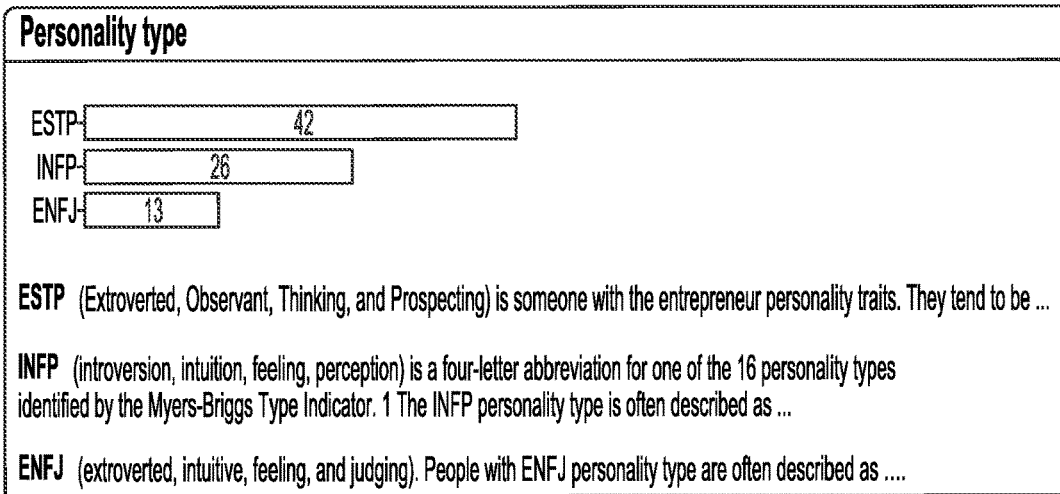 Personality type
ESTP 42
INFP 26
ENFJ 13
ESTP (Extroverted, Observant, Thinking, and Prospecting) is someone with the entrepreneur personality traits. They tend to be ...
INFP (introversion, intuition, feeling, perception) is a four-letter abbreviation for one of the 16 personality types
identified by the Myers-Briggs Type Indicator. 1 The INFP personality type is often described as ...
ENFJ (extroverted, intuitive, feeling, and judging). People with ENFJ personality type are often described as ....